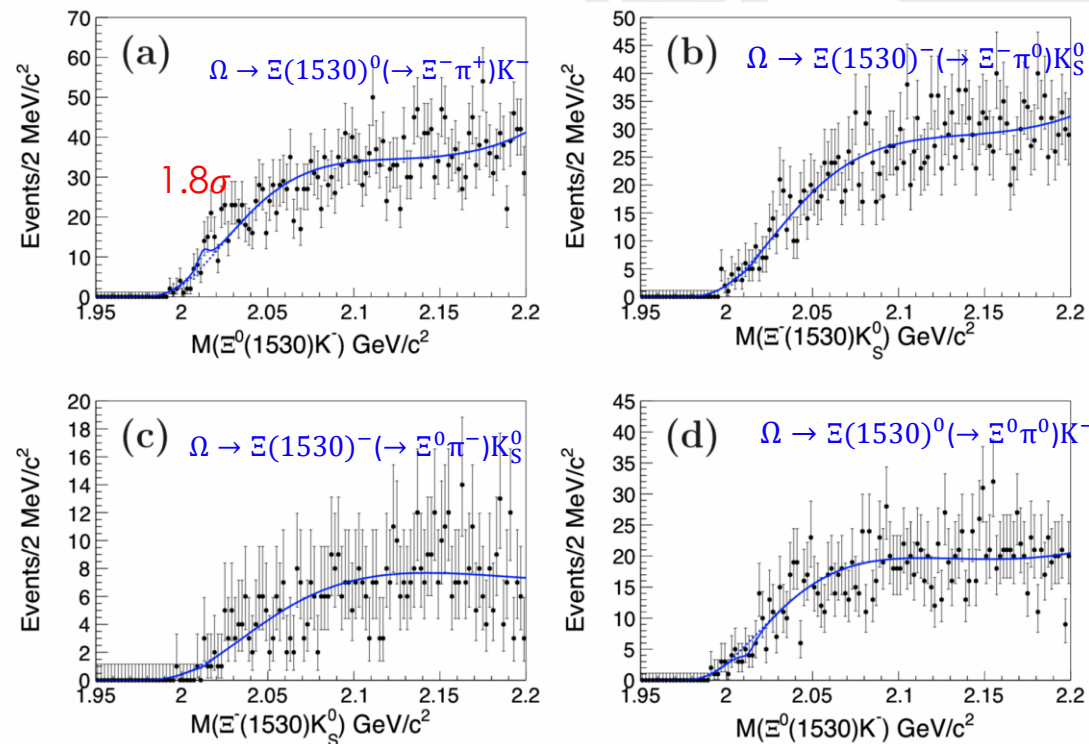 (a)
Ω → Ξ(1530)⁰(→ Ξ⁻π⁺)K⁻
1.8σ
Events/2 MeV/c²
70
60
50
40
30
20
10
0
1.95 2 2.05 2.1 2.15 2.2
M(Ξ⁰(1530)K⁻) GeV/c²
(b)
Ω → Ξ(1530)⁻(→ Ξ⁻π⁰)K⁰S
Events/2 MeV/c²
50
45
40
35
30
25
20
15
10
5
0
1.95 2 2.05 2.1 2.15 2.2
M(Ξ⁻(1530)K⁰S) GeV/c²
(c)
Ω → Ξ(1530)⁻(→ Ξ⁰π⁻)K⁰S
Events/2 MeV/c²
20
18
16
14
12
10
8
6
4
2
0
1.95 2 2.05 2.1 2.15 2.2
M(Ξ⁻(1530)K⁰S) GeV/c²
(d)
Ω → Ξ(1530)⁰(→ Ξ⁰π⁰)K⁻
Events/2 MeV/c²
45
40
35
30
25
20
15
10
5
0
1.95 2 2.05 2.1 2.15 2.2
M(Ξ⁰(1530)K⁻) GeV/c²